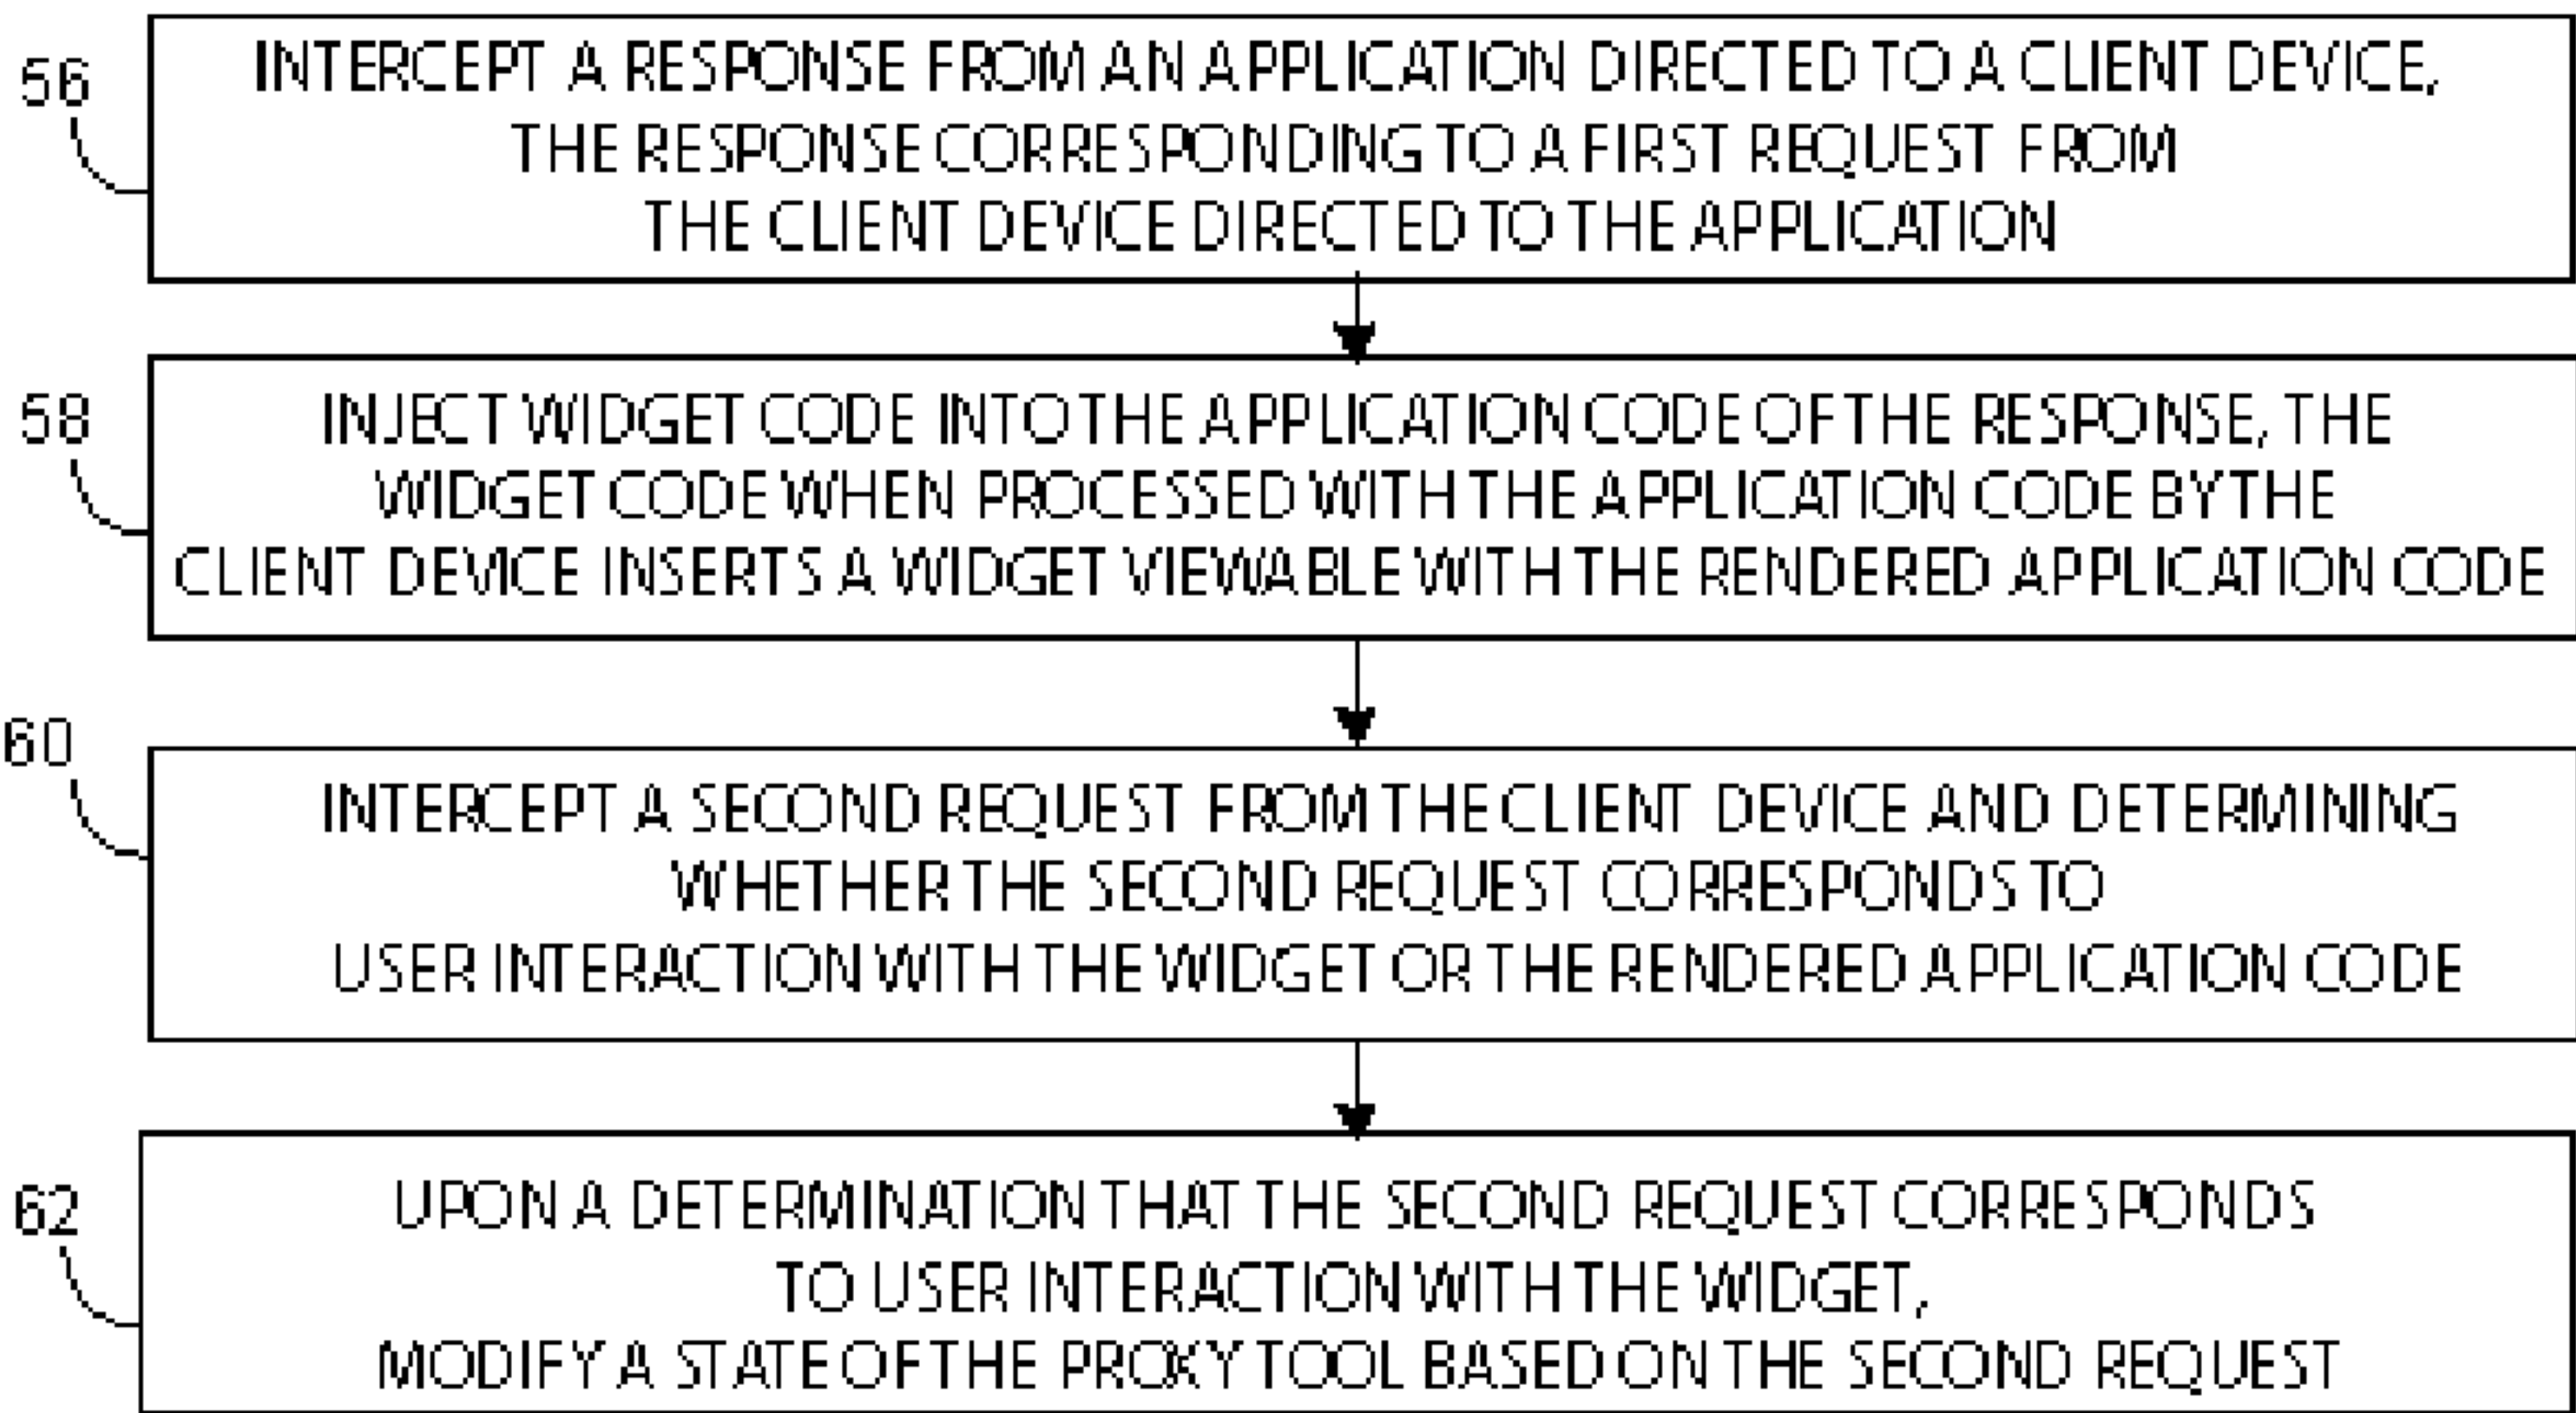 56
INTERCEPT A RESPONSE FROM AN APPLICATION DIRECTED TO A CLIENT DEVICE,
THE RESPONSE CORRESPONDING TO A FIRST REQUEST FROM
THE CLIENT DEVICE DIRECTED TO THE APPLICATION
58
INJECT WIDGET CODE INTO THE APPLICATION CODE OF THE RESPONSE, THE
WIDGET CODE WHEN PROCESSED WITH THE APPLICATION CODE BY THE
CLIENT DEVICE INSERTS A WIDGET VIEWABLE WITH THE RENDERED APPLICATION CODE
60
INTERCEPT A SECOND REQUEST FROM THE CLIENT DEVICE AND DETERMINING
WHETHER THE SECOND REQUEST CORRESPONDS TO
USER INTERACTION WITH THE WIDGET OR THE RENDERED APPLICATION CODE
62
UPON A DETERMINATION THAT THE SECOND REQUEST CORRESPONDS
TO USER INTERACTION WITH THE WIDGET,
MODIFY A STATE OF THE PROXY TOOL BASED ON THE SECOND REQUEST